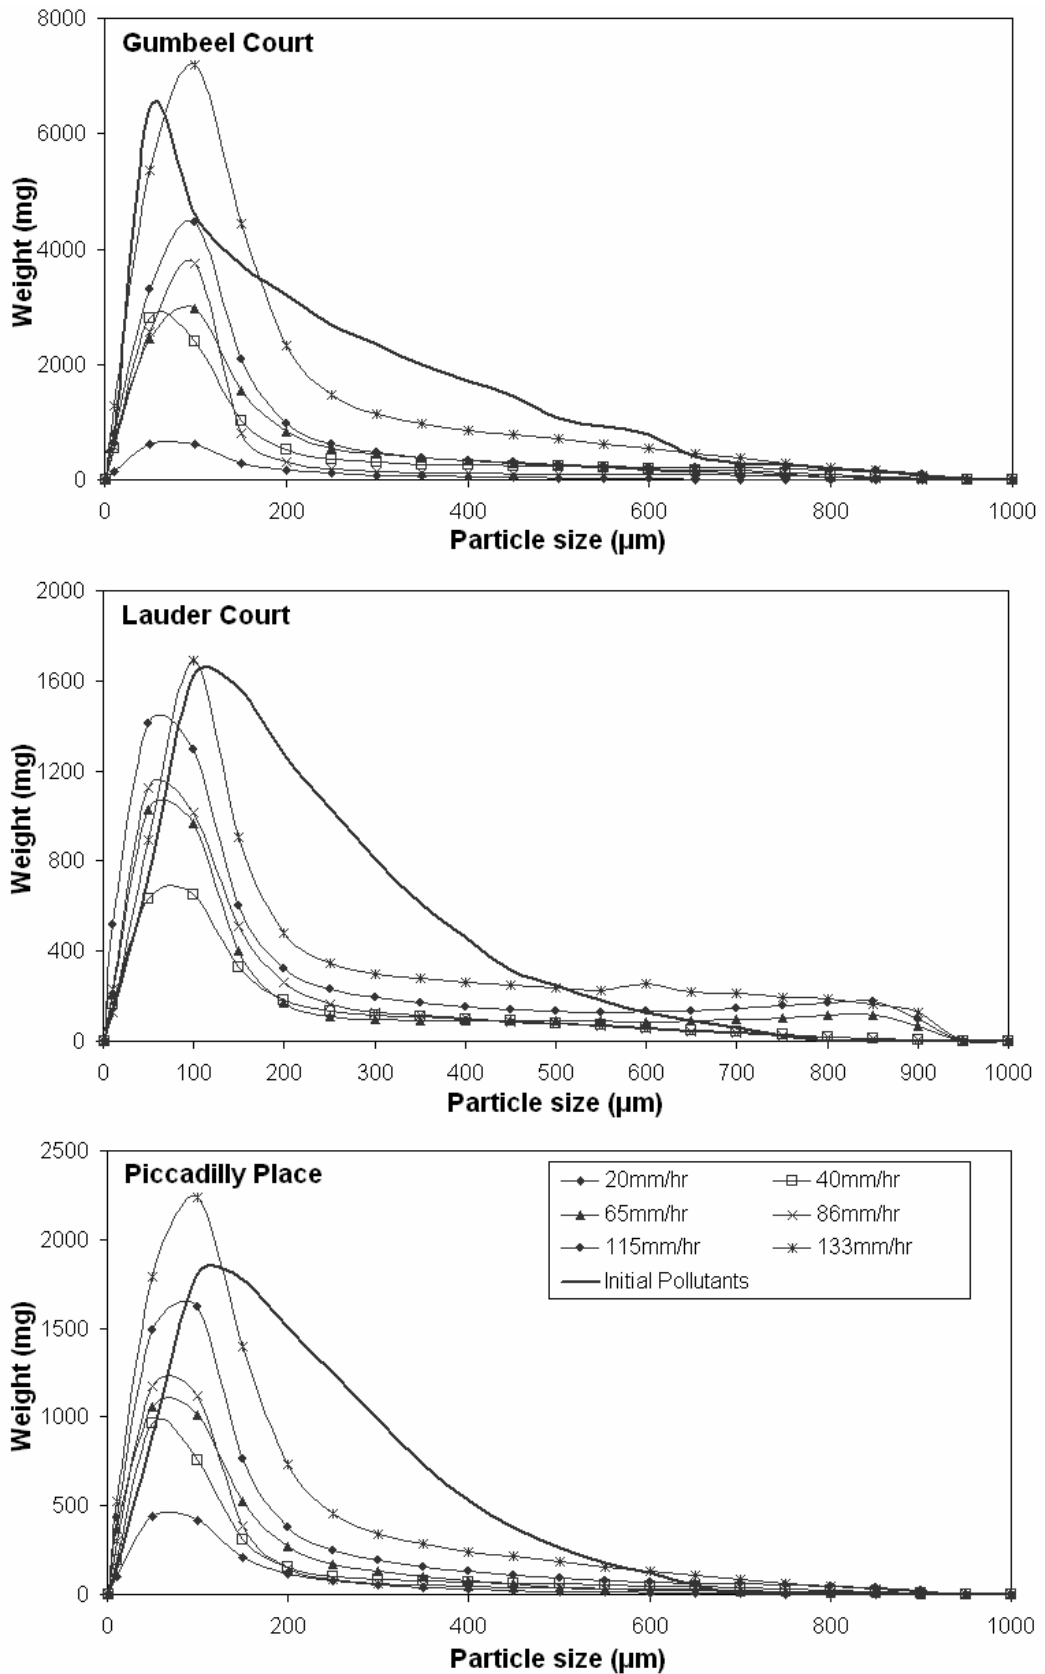 Gumbeel Court
8000
6000
4000
2000
0
Weight (mg)
0 200 400 600 800 1000
Particle size (µm)
Lauder Court
2000
1600
1200
800
400
0
Weight (mg)
0 100 200 300 400 500 600 700 800 900 1000
Particle size (µm)
Piccadilly Place
2500
2000
1500
1000
500
0
Weight (mg)
20mm/hr 40mm/hr
65mm/hr 86mm/hr
115mm/hr 133mm/hr
Initial Pollutants
0 200 400 600 800 1000
Particle size (µm)